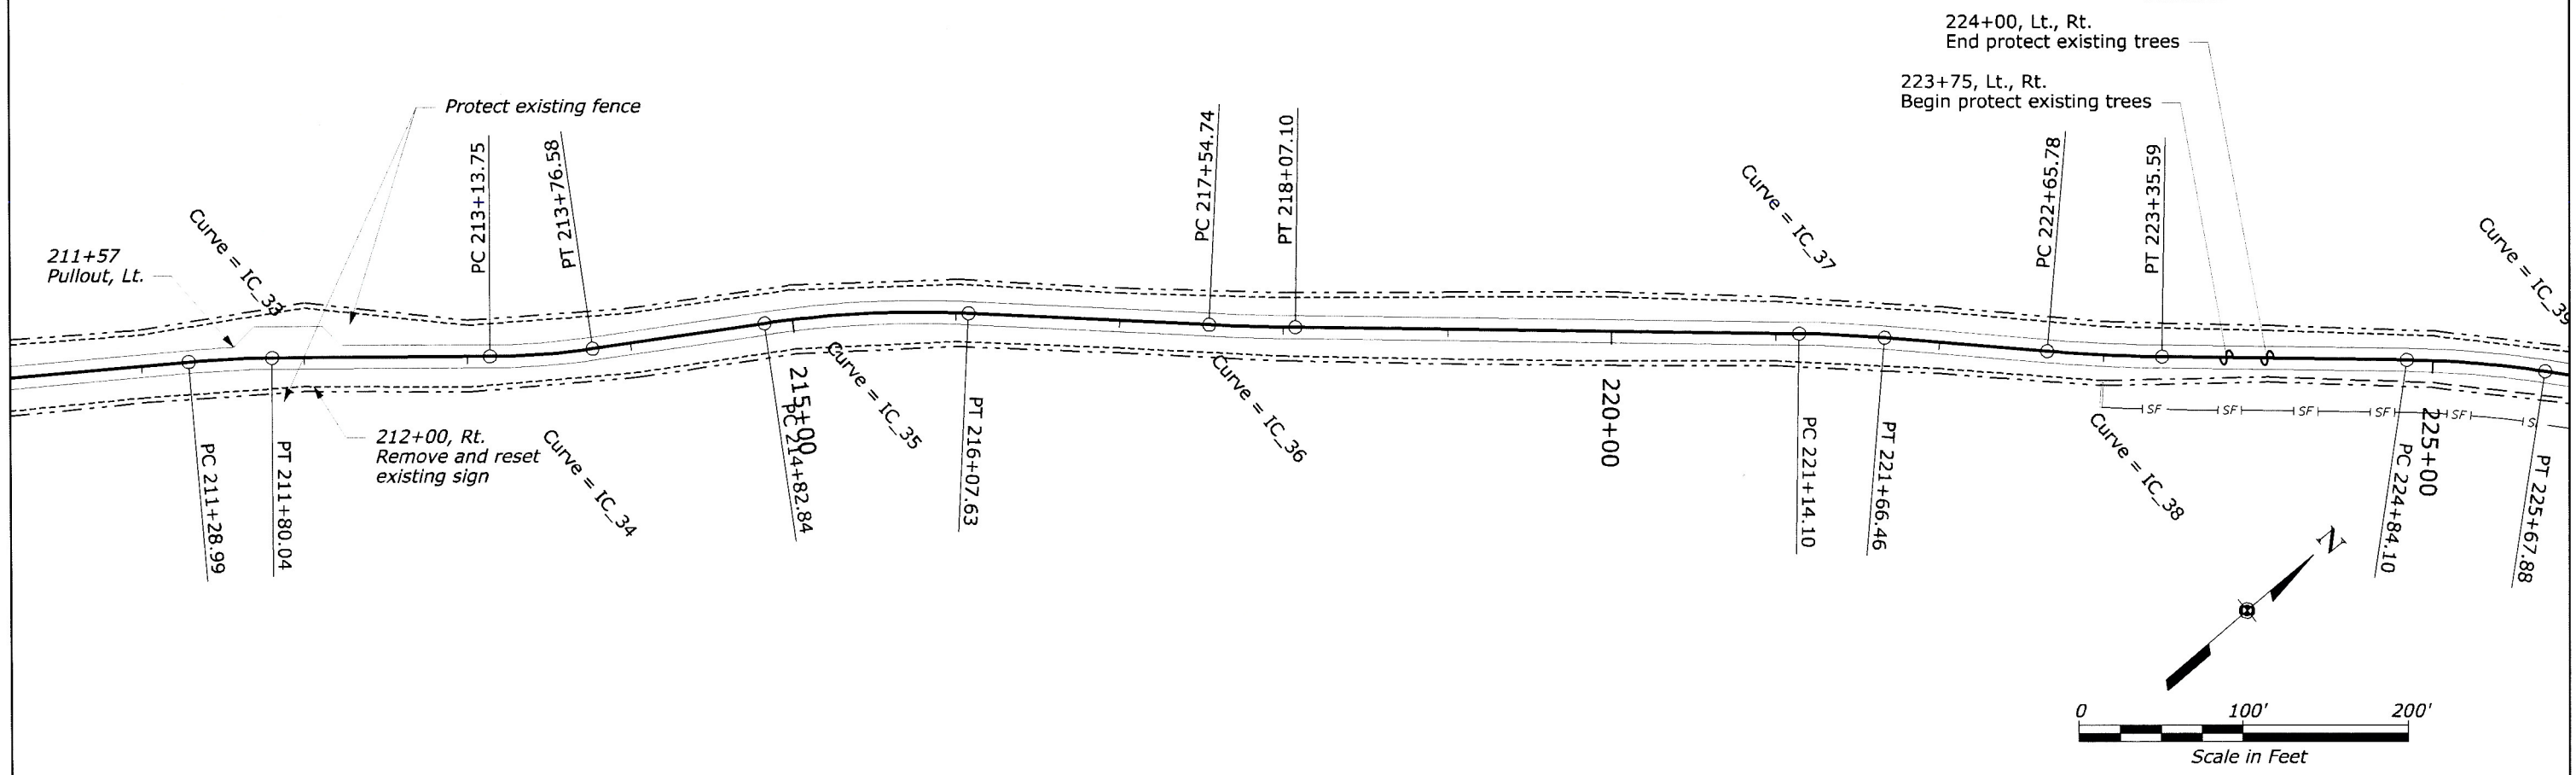 224+00, Lt., Rt.
End protect existing trees
223+75, Lt., Rt.
Begin protect existing trees
Protect existing fence
PC 213+13.75
PT 213+76.58
PC 217+54.74
PT 218+07.10
PC 222+65.78
PT 223+35.59
Curve = IC_37
Curve = IC_39
Curve = IC_33
211+57
Pullout, Lt.
212+00, Rt.
Remove and reset
existing sign
PC 211+28.99
PT 211+80.04
Curve = IC_34
215+00
PC 214+82.84
Curve = IC_35
PT 216+07.63
Curve = IC_36
220+00
PC 221+14.10
PT 221+66.46
Curve = IC_38
SF
SF
SF
SF
SF
S
225+00
PC 224+84.10
PT 225+67.88
N
0 100' 200'
Scale in Feet